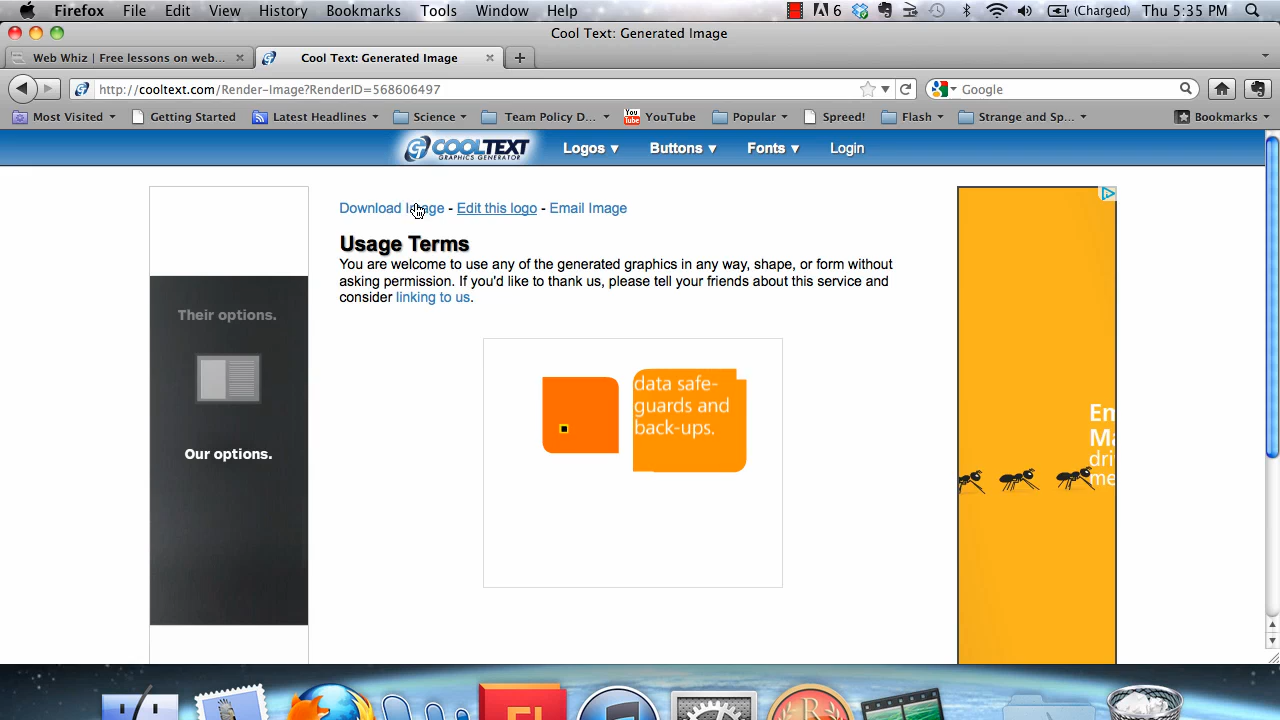 Firefox File Edit View History Bookmarks Tools Window Help 6 (Charged) Thu 5:35 PM
Cool Text: Generated Image
Web Whiz | Free lessons on web... Cool Text: Generated Image
http://cooltext.com/Render-Image?RenderID=568606497 Google
Most Visited Getting Started Latest Headlines Science Team Policy D... YouTube Popular Speed! Flash Strange and Sp... Bookmarks
COOLTEXT Logos Buttons Fonts Login
GRAPHICS GENERATOR
Download Image - Edit this logo - Email Image
Usage Terms
You are welcome to use any of the generated graphics in any way, shape, or form without
asking permission. If you'd like to thank us, please tell your friends about this service and
consider linking to us.
Their options.
Our options.
data safe-
guards and
back-ups.
Em
Ma
dri
me